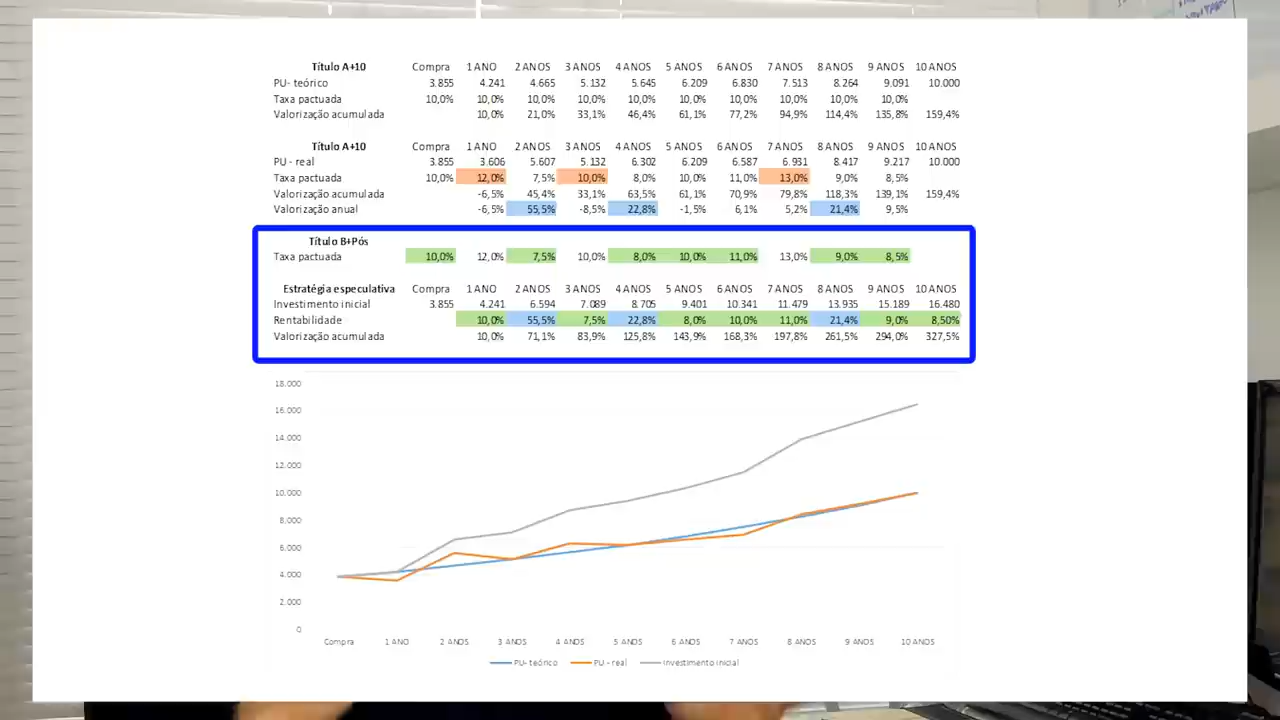 Título A+10 Compra 1 ANO 2 ANOS 3 ANOS 4 ANOS 5 ANOS 6 ANOS 7 ANOS 8 ANOS 9 ANOS 10 ANOS
PU- teórico 3.855 4.241 4.665 5.132 5.645 6.209 6.830 7.513 8.264 9.091 10.000
Taxa pactuada 10,0% 10,0% 10,0% 10,0% 10,0% 10,0% 10,0% 10,0% 10,0% 10,0%
Valorização acumulada 10,0% 21,0% 33,1% 46,4% 61,1% 77,2% 94,9% 114,4% 135,8% 159,4%
Título A+10 Compra 1 ANO 2 ANOS 3 ANOS 4 ANOS 5 ANOS 6 ANOS 7 ANOS 8 ANOS 9 ANOS 10 ANOS
PU - real 3.855 3.606 5.607 5.132 6.302 6.209 6.587 6.931 8.417 9.217 10.000
Taxa pactuada 10,0% 12,0% 7,5% 10,0% 8,0% 10,0% 11,0% 13,0% 9,0% 8,5%
Valorização acumulada -6,5% 45,4% 33,1% 63,5% 61,1% 70,9% 79,8% 118,3% 139,1% 159,4%
Valorização anual -6,5% 55,5% -8,5% 22,8% -1,5% 6,1% 5,2% 21,4% 9,5%
Título B+Pós
Taxa pactuada 10,0% 12,0% 7,5% 10,0% 8,0% 10,0% 11,0% 13,0% 9,0% 8,5%
Estratégia especulativa Compra 1 ANO 2 ANOS 3 ANOS 4 ANOS 5 ANOS 6 ANOS 7 ANOS 8 ANOS 9 ANOS 10 ANOS
Investimento inicial 3.855 4.241 6.594 7.089 8.705 9.401 10.341 11.479 13.935 15.189 16.480
Rentabilidade 10,0% 55,5% 7,5% 22,8% 8,0% 10,0% 11,0% 21,4% 9,0% 8,50%
Valorização acumulada 10,0% 71,1% 83,9% 125,8% 143,9% 168,3% 197,8% 261,5% 294,0% 327,5%
18.000
16.000
14.000
12.000
10.000
8.000
6.000
4.000
2.000
0
Compra 1 ANO 2 ANOS 3 ANOS 4 ANOS 5 ANOS 6 ANOS 7 ANOS 8 ANOS 9 ANOS 10 ANOS
PU- teórico PU - real Investimento inicial